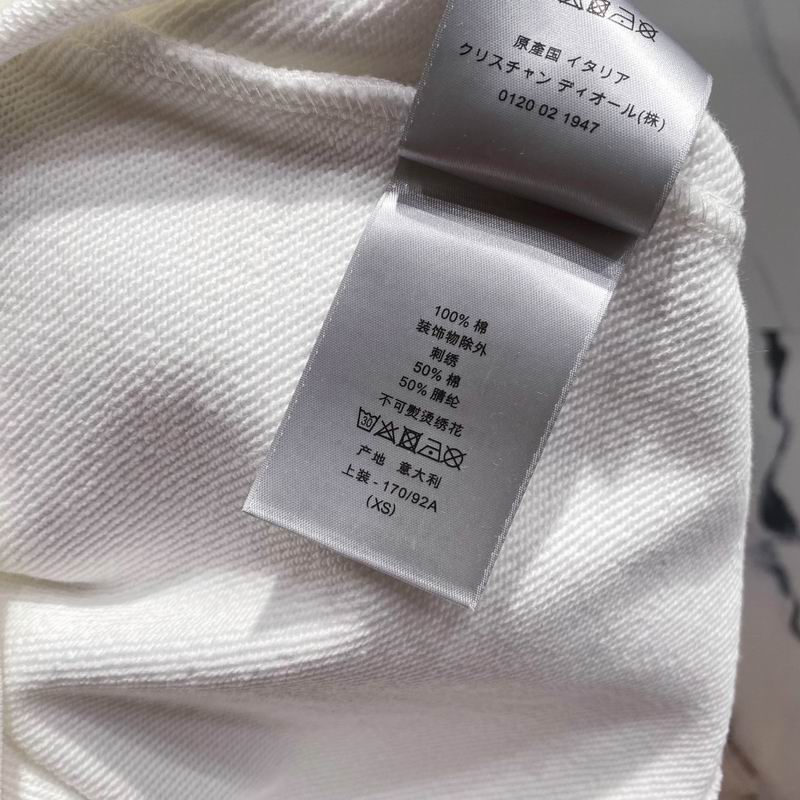 原産国 イタリア
クリスチャン ディオール(株)
0120 02 1947
100% 棉
装饰物除外
刺绣
50% 棉
50% 腈纶
不可熨烫绣花
30
产地 意大利
上装 - 170/92A
(XS)